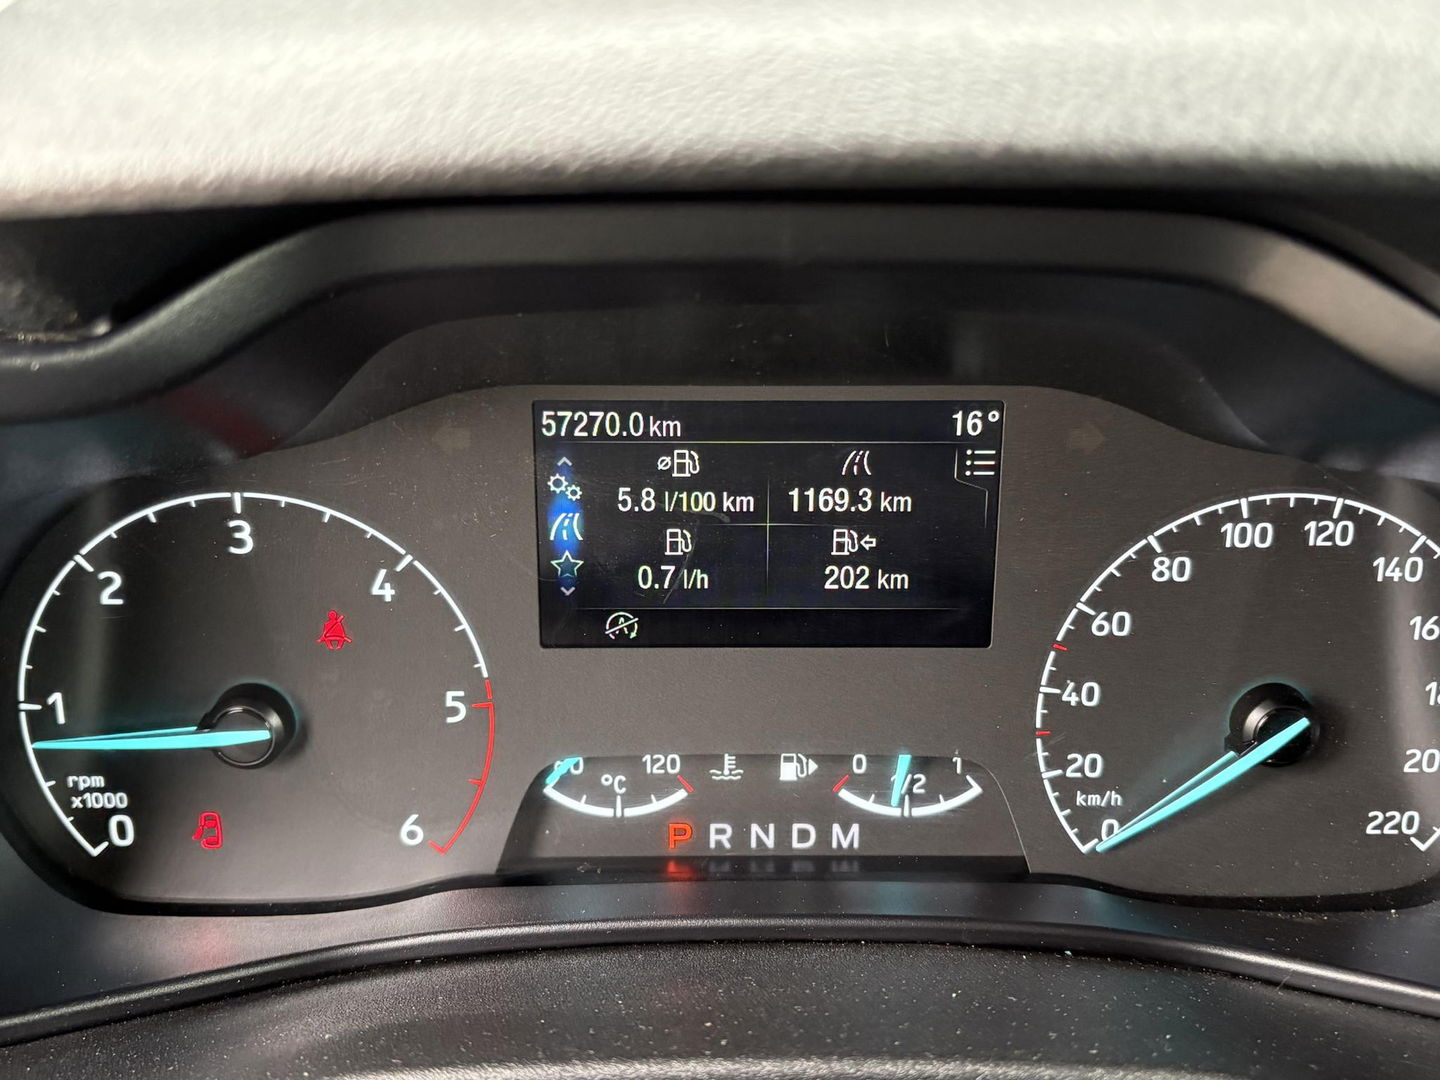 57270.0 km 16°
5.8 l/100 km 1169.3 km
0.7 l/h 202 km
0 1 2 3 4 5 6
rpm
x1000
°C 120
0 1/2 1
P R N D M
0 20 40 60 80 100 120 140 220
km/h